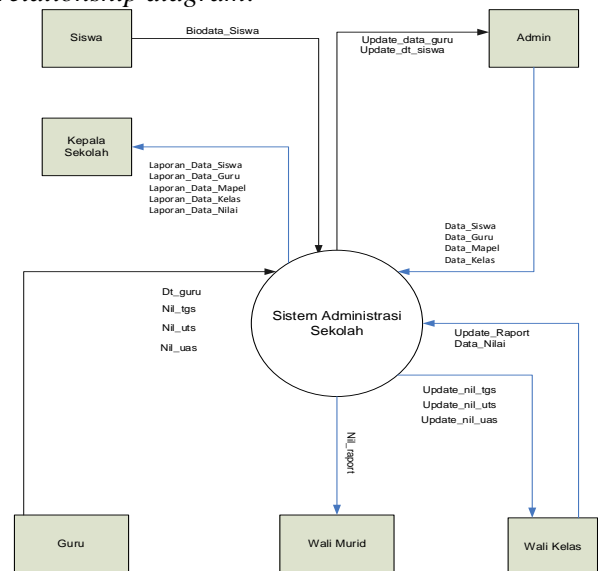 relationship diagram.
Siswa
Biodata_Siswa
Update_data_guru
Update_dt_siswa
Admin
Kepala
Sekolah
Laporan_Data_Siswa
Laporan_Data_Guru
Laporan_Data_Mapel
Laporan_Data_Kelas
Laporan_Data_Nilai
Data_Siswa
Data_Guru
Data_Mapel
Data_Kelas
Dt_guru
Nil_tgs
Nil_uts
Nil_uas
Sistem Administrasi
Sekolah
Update_Raport
Data_Nilai
Update_nil_tgs
Update_nil_uts
Update_nil_uas
Nil_raport
Guru
Wali Murid
Wali Kelas